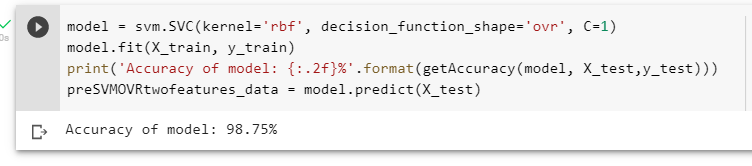 model = svm.SVC(kernel='rbf', decision_function_shape='ovr', C=1)
model.fit(X_train, y_train)
print('Accuracy of model: {:.2f}%'.format(getAccuracy(model, X_test,y_test)))
preSVMOVRtwofeatures_data = model.predict(X_test)
Accuracy of model: 98.75%